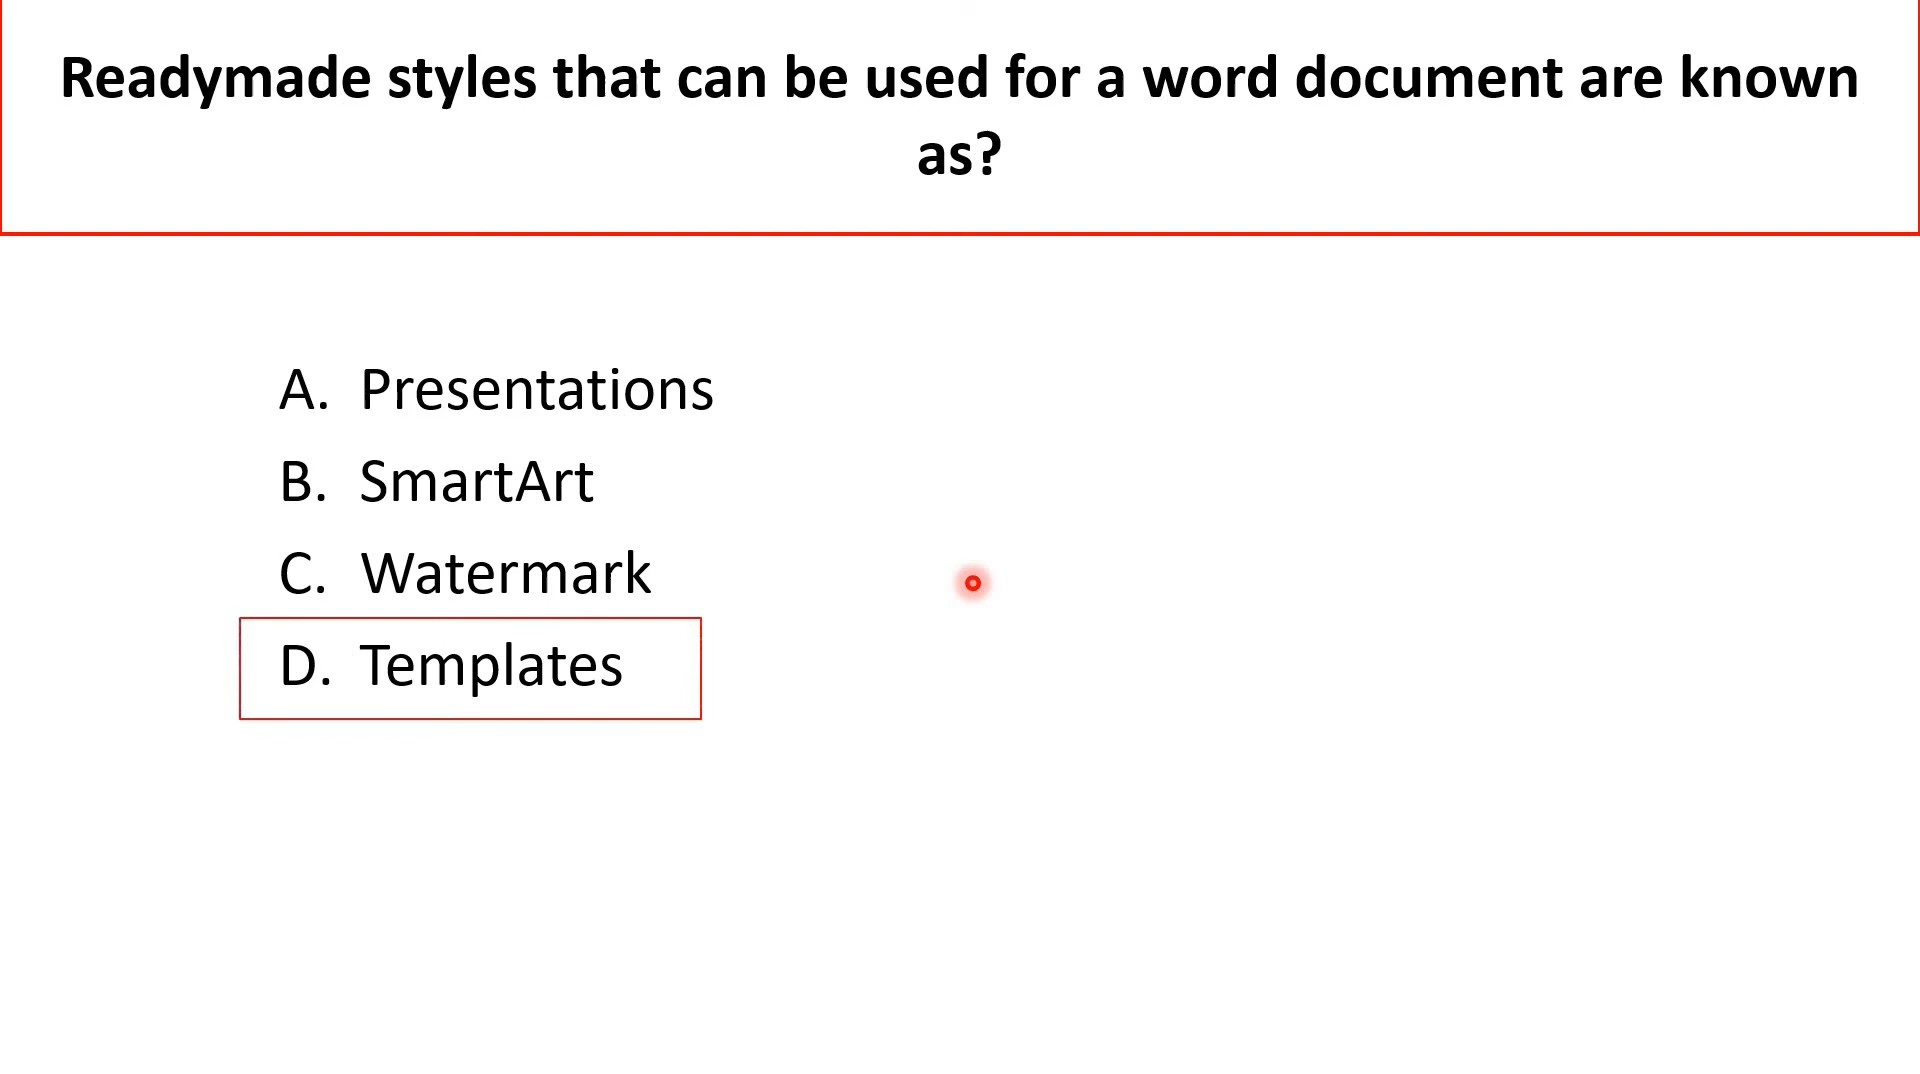 Readymade styles that can be used for a word document are known
as?
A. Presentations
B. SmartArt
C. Watermark
D. Templates